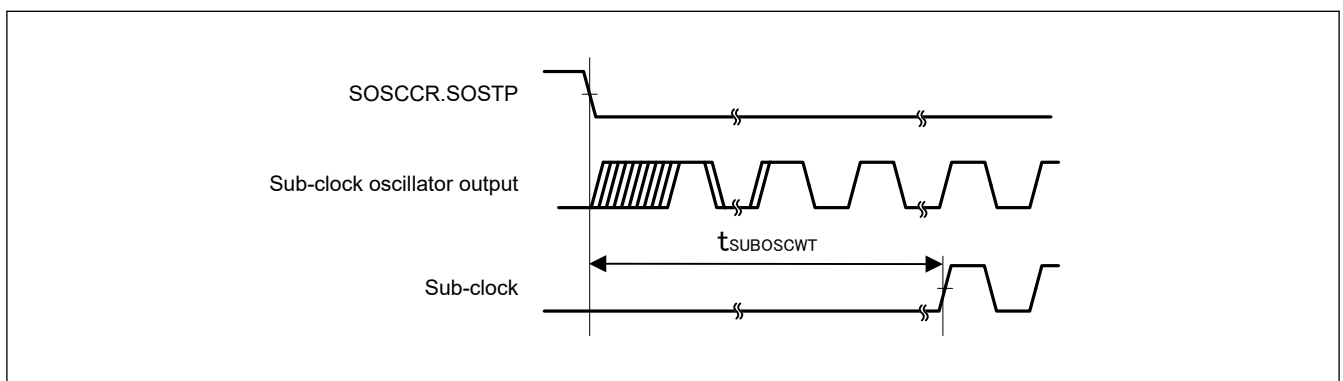 SOSCCR.SOSTP
Sub-clock oscillator output
tSUBOSCWT
Sub-clock